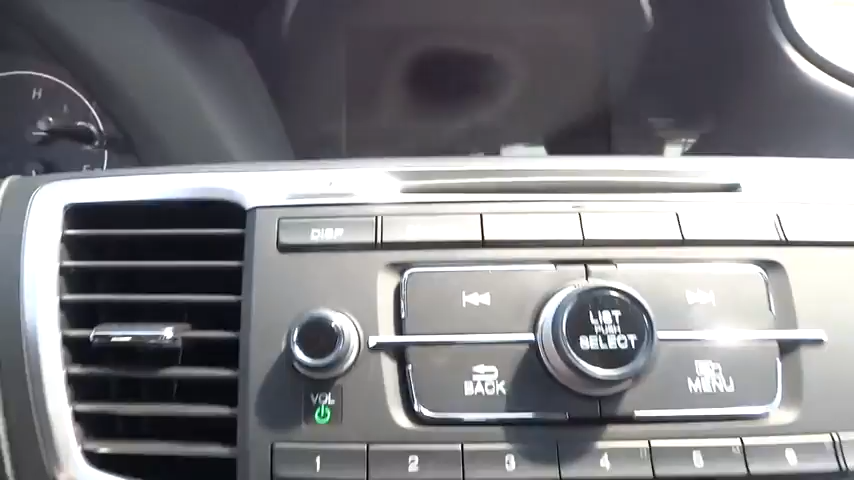 H
DISP
LIST
PUSH
SELECT
BACK
MENU
VOL
1 2 3 4 5 6